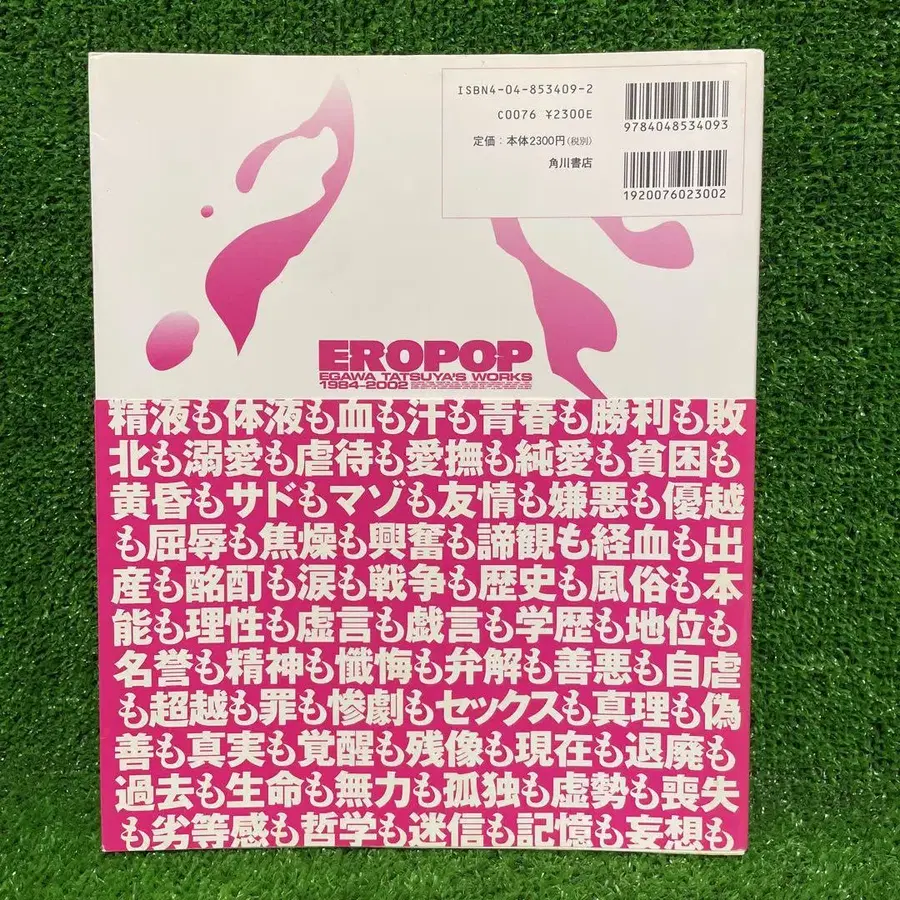 ISBN4-04-853409-2
C0076 ¥2300E
定価：本体2300円(税別)
角川書店
9784048534093
1920076023002
EROPOP
EGAWA TATSUYA'S WORKS
1984-2002
精液も体液も血も汗も青春も勝利も敗
北も溺愛も虐待も愛撫も純愛も貧困も
黄昏もサドもマゾも友情も嫌悪も優越
も屈辱も焦燥も興奮も諦観も経血も出
産も酩酊も涙も戦争も歴史も風俗も本
能も理性も虚言も戯言も学歴も地位も
名誉も精神も懺悔も弁解も善悪も自虐
も超越も罪も惨劇もセックスも真理も偽
善も真実も覚醒も残像も現在も退廃も
過去も生命も無力も孤独も虚勢も喪失
も劣等感も哲学も迷信も記憶も妄想も